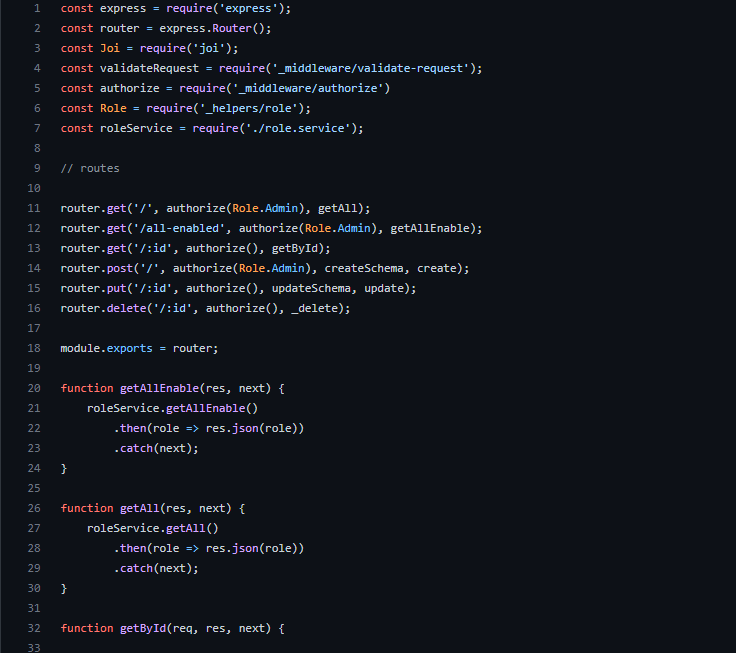 1 const express = require('express');
2 const router = express.Router();
3 const Joi = require('joi');
4 const validateRequest = require('_middleware/validate-request');
5 const authorize = require('_middleware/authorize')
6 const Role = require('_helpers/role');
7 const roleService = require('./role.service');
8
9 // routes
10
11 router.get('/', authorize(Role.Admin), getAll);
12 router.get('/all-enabled', authorize(Role.Admin), getAllEnable);
13 router.get('/:id', authorize(), getById);
14 router.post('/', authorize(Role.Admin), createSchema, create);
15 router.put('/:id', authorize(), updateSchema, update);
16 router.delete('/:id', authorize(), _delete);
17
18 module.exports = router;
19
20 function getAllEnable(res, next) {
21     roleService.getAllEnable()
22         .then(role => res.json(role))
23         .catch(next);
24 }
25
26 function getAll(res, next) {
27     roleService.getAll()
28         .then(role => res.json(role))
29         .catch(next);
30 }
31
32 function getById(req, res, next) {
33